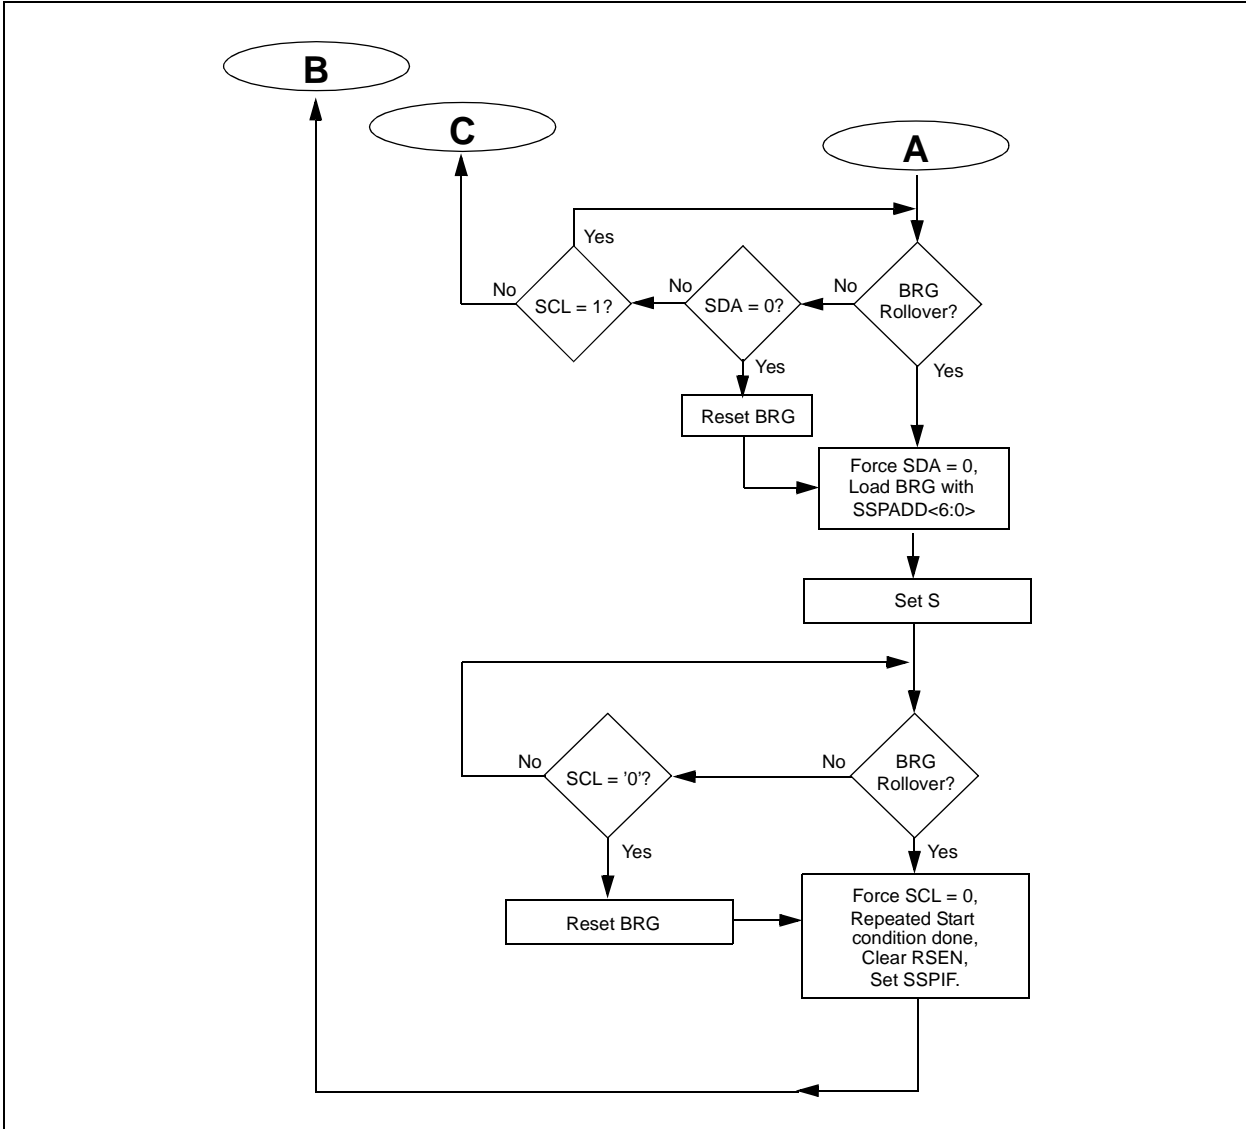 B
C
A
Yes
No
SCL = 1?
No
SDA = 0?
No
BRG
Rollover?
Yes
Yes
Reset BRG
Force SDA = 0,
Load BRG with
SSPADD<6:0>
Set S
No
SCL = '0'?
No
BRG
Rollover?
Yes
Yes
Reset BRG
Force SCL = 0,
Repeated Start
condition done,
Clear RSEN,
Set SSPIF.